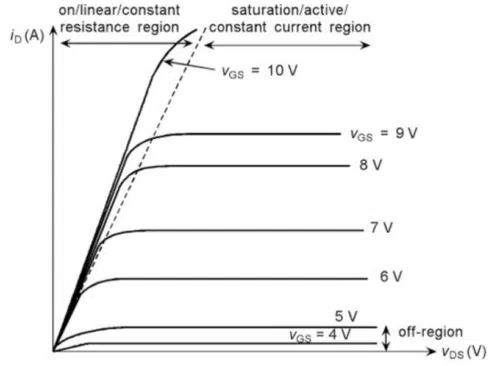 on/linear/constant
resistance region
saturation/active/
constant current region
iD (A)
vGS = 10 V
vGS = 9 V
8 V
7 V
6 V
5 V
vGS = 4 V
off-region
vDS (V)